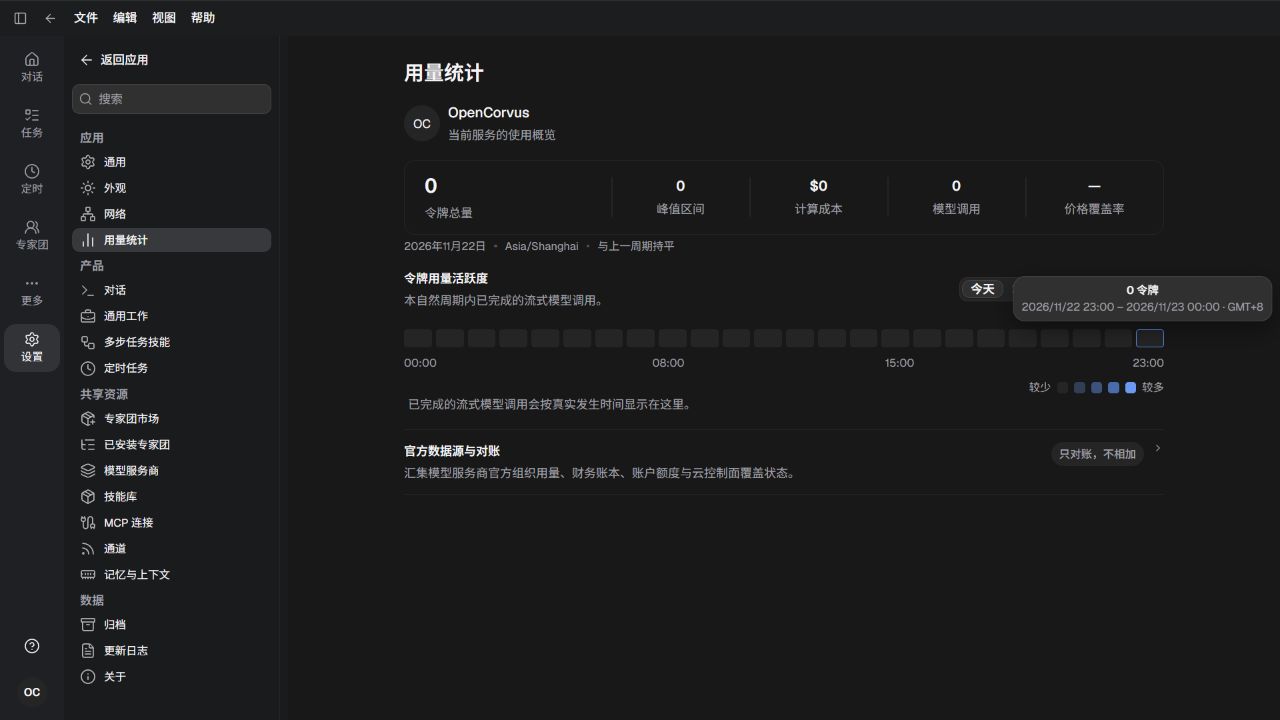 文件 编辑 视图 帮助
对话
任务
定时
专家团
更多
设置
OC
返回应用
搜索
应用
通用
外观
网络
用量统计
产品
对话
通用工作
多步任务技能
定时任务
共享资源
专家团市场
已安装专家团
模型服务商
技能库
MCP 连接
通道
记忆与上下文
数据
归档
更新日志
关于
用量统计
OC
OpenCorvus
当前服务的使用概览
0
令牌总量
0
峰值区间
$0
计算成本
0
模型调用
—
价格覆盖率
2026年11月22日 • Asia/Shanghai • 与上一周期持平
令牌用量活跃度
本自然周期内已完成的流式模型调用。
今天
0 令牌
2026/11/22 23:00 – 2026/11/23 00:00 · GMT+8
00:00 08:00 15:00 23:00
较少 较多
已完成的流式模型调用会按真实发生时间显示在这里。
官方数据源与对账
汇集模型服务商官方组织用量、财务账本、账户额度与云控制面覆盖状态。
只对账，不相加